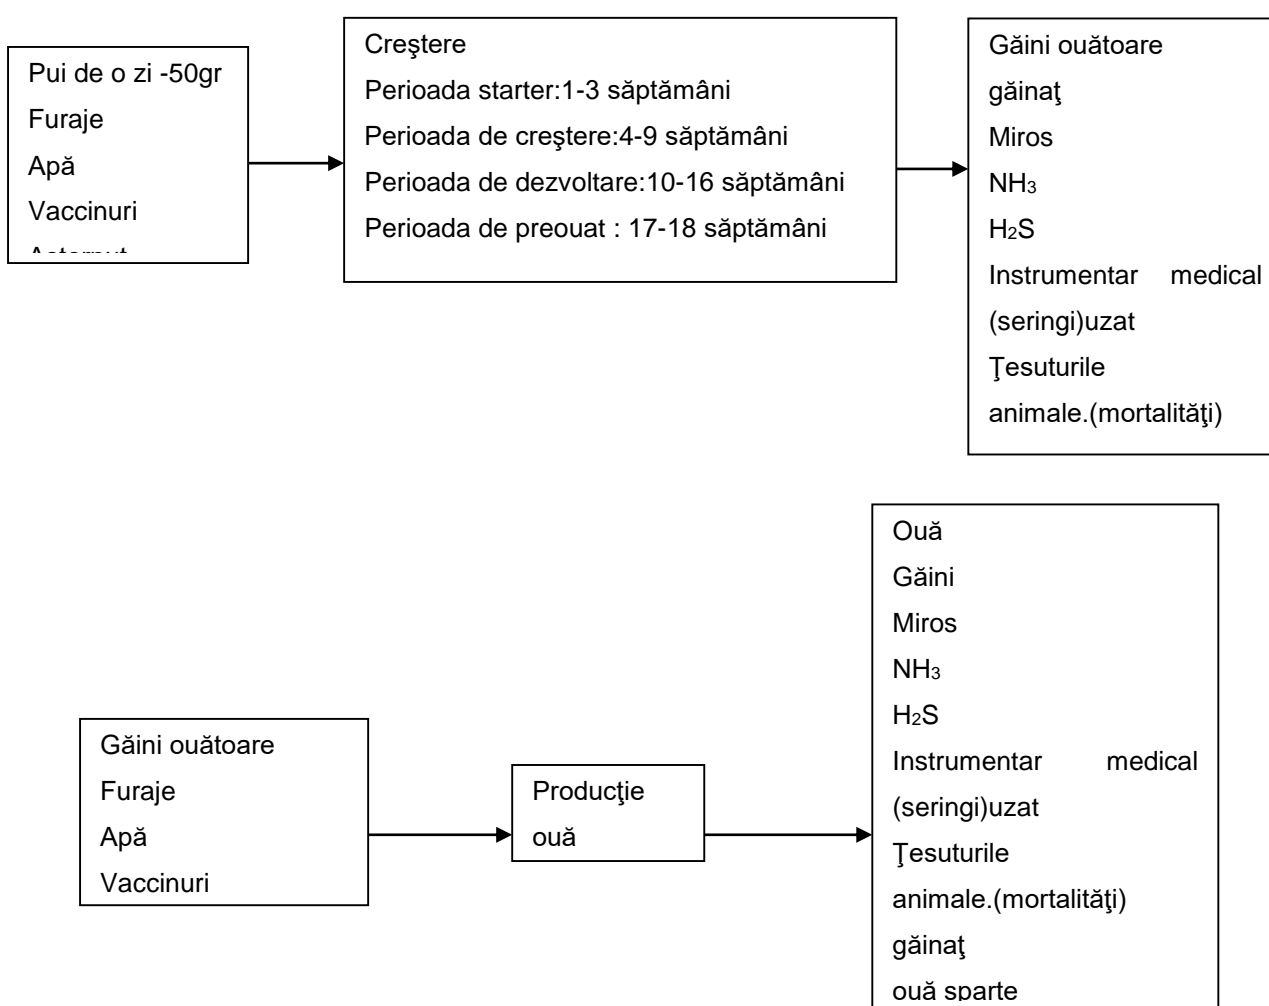 Pui de o zi -50gr
Furaje
Apă
Vaccinuri
Creştere
Perioada starter:1-3 săptămâni
Perioada de creştere:4-9 săptămâni
Perioada de dezvoltare:10-16 săptămâni
Perioada de preouat : 17-18 săptămâni
Găini ouătoare
găinaţ
Miros
NH₃
H₂S
Instrumentar medical
(seringi)uzat
Ţesuturile
animale.(mortalităţi)
Găini ouătoare
Furaje
Apă
Vaccinuri
Producţie
ouă
Ouă
Găini
Miros
NH₃
H₂S
Instrumentar medical
(seringi)uzat
Ţesuturile
animale.(mortalităţi)
găinaţ
ouă sparte